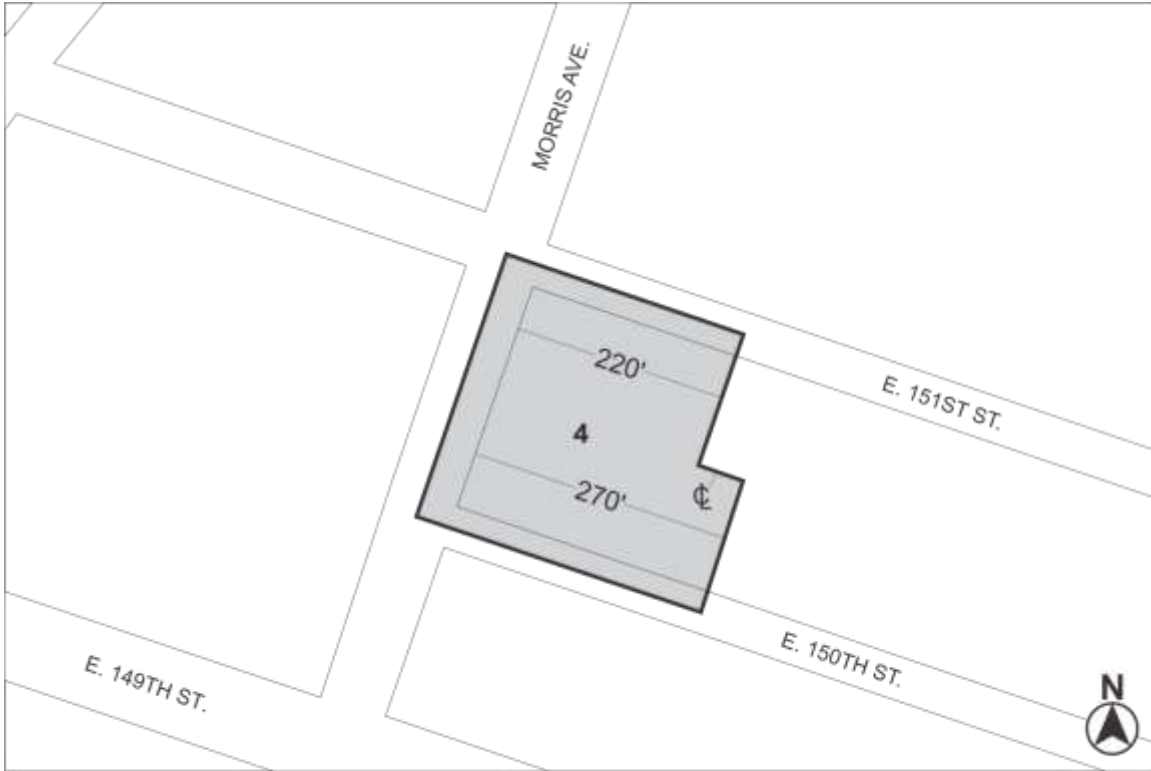 MORRIS AVE.
220'
E. 151ST ST.
4
270'
℄
E. 150TH ST.
E. 149TH ST.
N